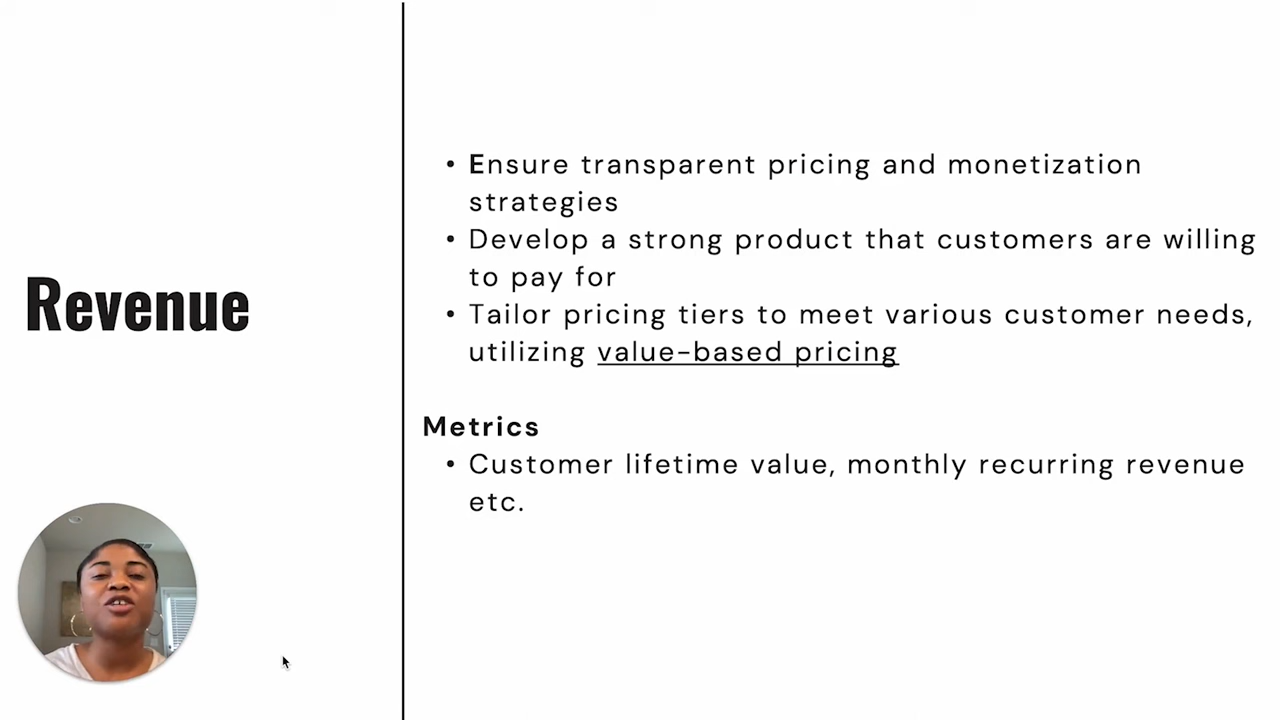 Revenue
• Ensure transparent pricing and monetization
strategies
• Develop a strong product that customers are willing
to pay for
• Tailor pricing tiers to meet various customer needs,
utilizing value-based pricing
Metrics
• Customer lifetime value, monthly recurring revenue
etc.